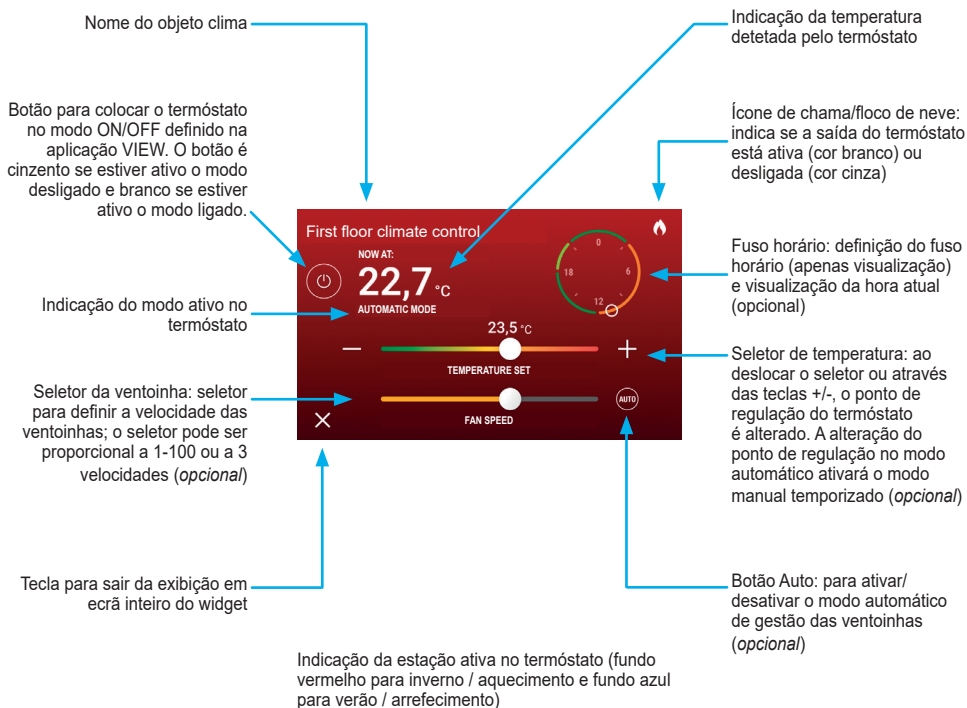 Nome do objeto clima
Indicação da temperatura
detetada pelo termóstato
Botão para colocar o termóstato
no modo ON/OFF definido na
aplicação VIEW. O botão é
cinzento se estiver ativo o modo
desligado e branco se estiver
ativo o modo ligado.
Ícone de chama/floco de neve:
indica se a saída do termóstato
está ativa (cor branco) ou
desligada (cor cinza)
First floor climate control
NOW AT:
22,7 °C
AUTOMATIC MODE
0
6
12
18
Fuso horário: definição do fuso
horário (apenas visualização)
e visualização da hora atual
(opcional)
Indicação do modo ativo no
termóstato
23,5 °C
TEMPERATURE SET
Seletor de temperatura: ao
deslocar o seletor ou através
das teclas +/-, o ponto de
regulação do termóstato
é alterado. A alteração do
ponto de regulação no modo
automático ativará o modo
manual temporizado (opcional)
Seletor da ventoinha: seletor
para definir a velocidade das
ventoinhas; o seletor pode ser
proporcional a 1-100 ou a 3
velocidades (opcional)
AUTO
FAN SPEED
Tecla para sair da exibição em
ecrã inteiro do widget
Botão Auto: para ativar/
desativar o modo automático
de gestão das ventoinhas
(opcional)
Indicação da estação ativa no termóstato (fundo
vermelho para inverno / aquecimento e fundo azul
para verão / arrefecimento)